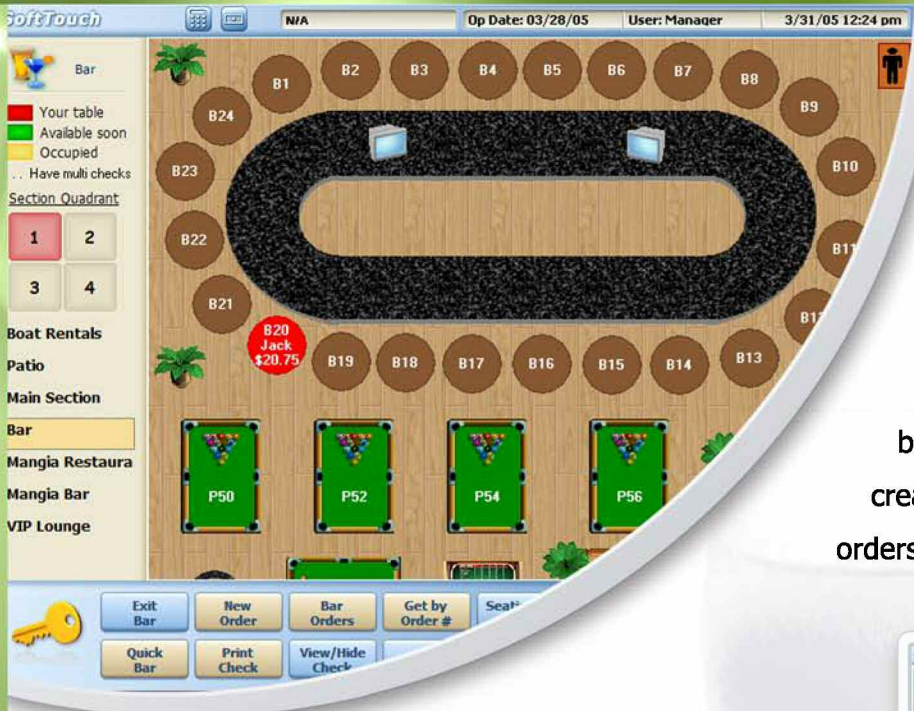 SoftTouch
N/A
Op Date: 03/28/05
User: Manager
3/31/05 12:24 pm
Bar
Your table
Available soon
Occupied
.. Have multi checks
Section Quadrant
1 2
3 4
Boat Rentals
Patio
Main Section
Bar
Mangia Restaura
Mangia Bar
VIP Lounge
B1
B2
B3
B4
B5
B6
B7
B8
B9
B10
B11
B13
B14
B15
B16
B17
B18
B19
B20
Jack
$20.75
B21
B22
B23
B24
P50
P52
P54
P56
Exit
Bar
New
Order
Bar
Orders
Get by
Order #
Quick
Bar
Print
Check
View/Hide
Check
b
crea
orders